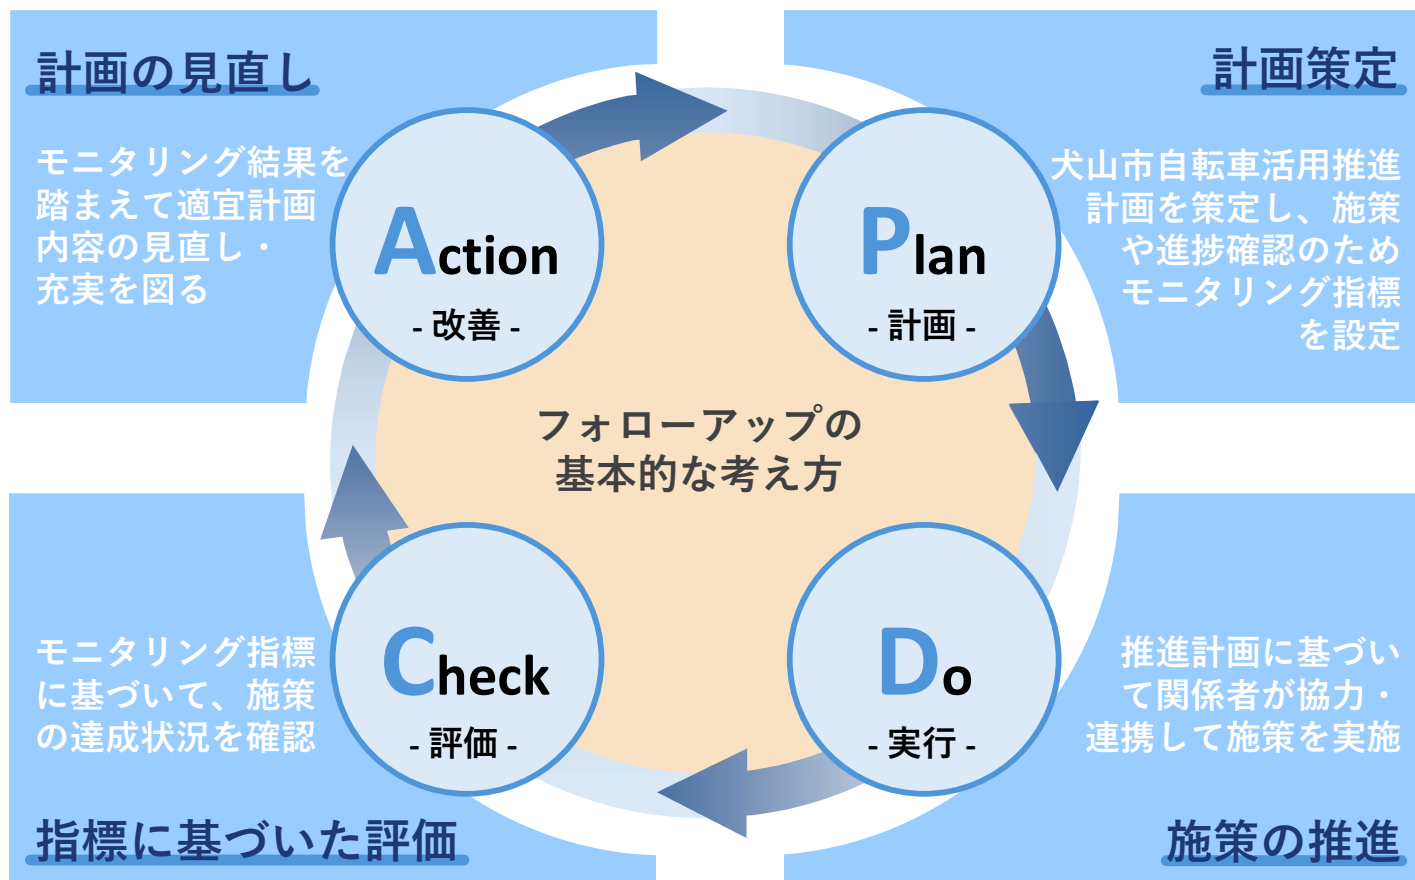 計画の見直し
モニタリング結果を
踏まえて適宜計画
内容の見直し・
充実を図る
Action
- 改善 -
計画策定
犬山市自転車活用推進
計画を策定し、施策
や進捗確認のため
モニタリング指標
を設定
Plan
- 計画 -
フォローアップの
基本的な考え方
Check
- 評価 -
モニタリング指標
に基づいて、施策
の達成状況を確認
指標に基づいた評価
Do
- 実行 -
推進計画に基づい
て関係者が協力・
連携して施策を実施
施策の推進